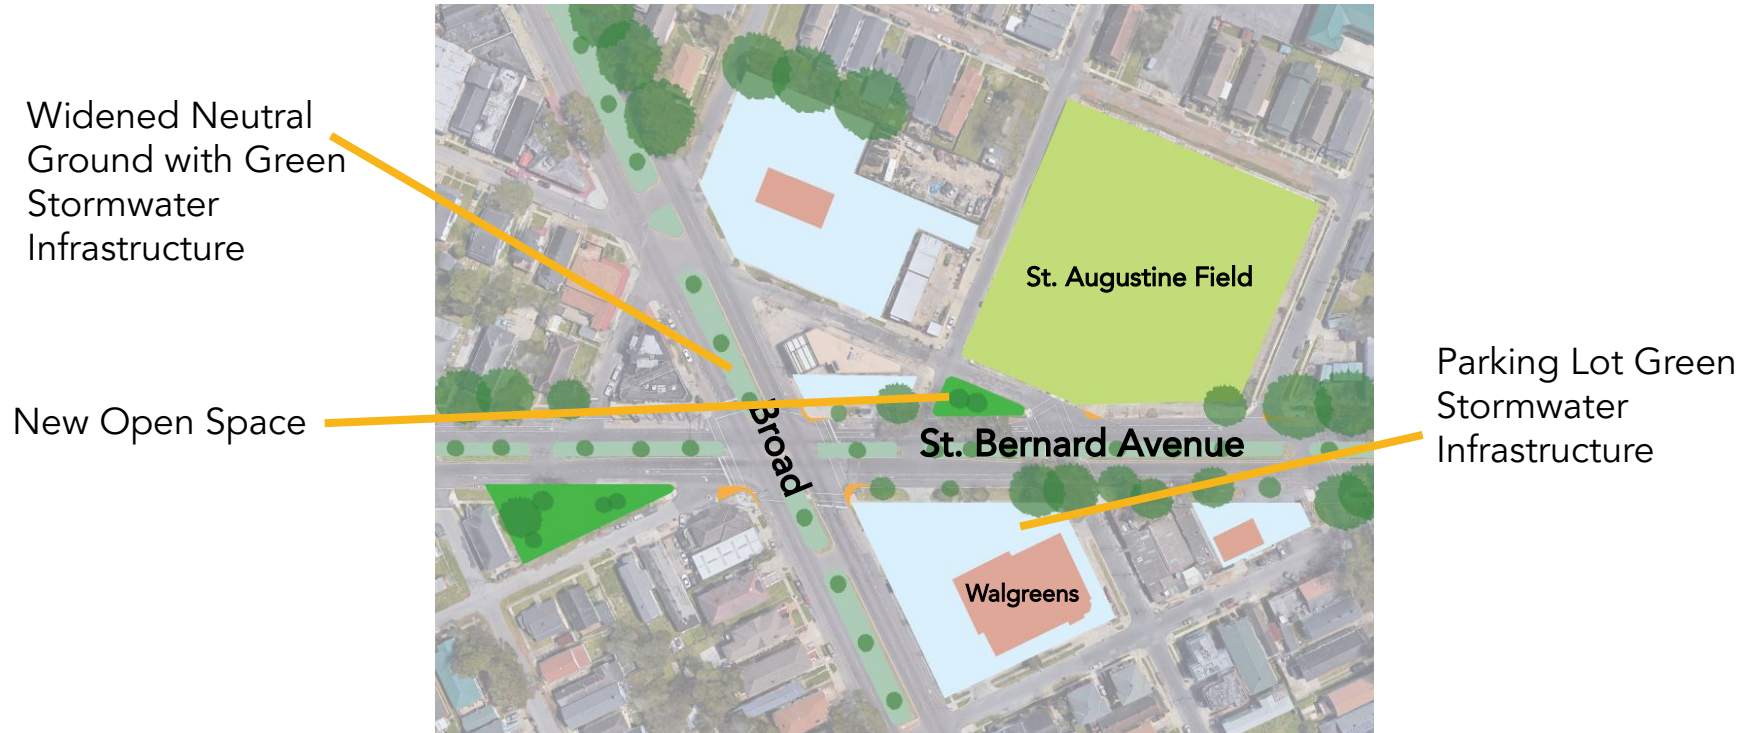 Widened Neutral
Ground with Green
Stormwater
Infrastructure
New Open Space
St. Augustine Field
Broad
St. Bernard Avenue
Walgreens
Parking Lot Green
Stormwater
Infrastructure